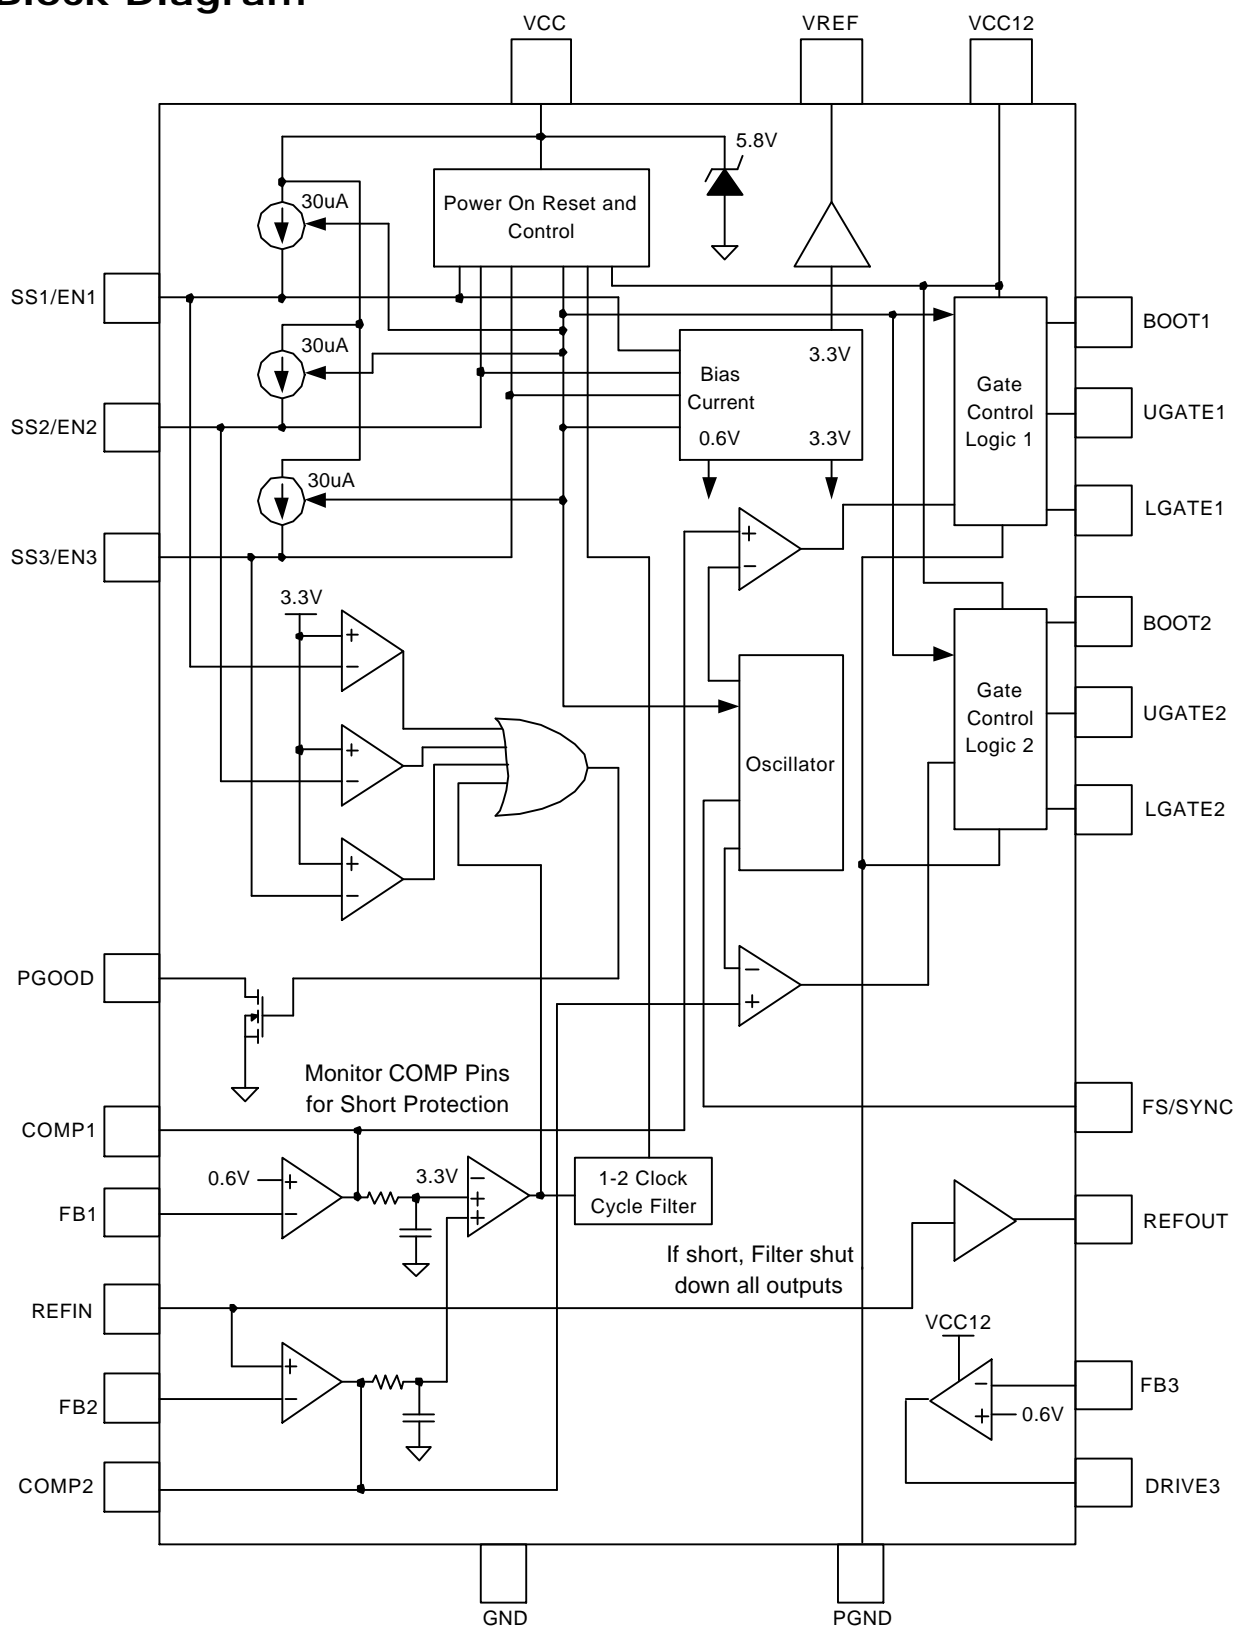 Block Diagram
VCC
VREF
VCC12
5.8V
30uA
Power On Reset and
Control
SS1/EN1
BOOT1
30uA
3.3V
Bias
Current
0.6V
3.3V
Gate
Control
Logic 1
UGATE1
SS2/EN2
30uA
LGATE1
SS3/EN3
+
−
3.3V
BOOT2
+
−
Gate
Control
Logic 2
UGATE2
+
−
Oscillator
LGATE2
+
−
PGOOD
−
+
Monitor COMP Pins
for Short Protection
FS/SYNC
COMP1
0.6V
+
−
3.3V
−
+
+
1-2 Clock
Cycle Filter
FB1
REFOUT
If short, Filter shut
down all outputs
REFIN
VCC12
+
−
FB2
−
+
0.6V
FB3
COMP2
DRIVE3
GND
PGND